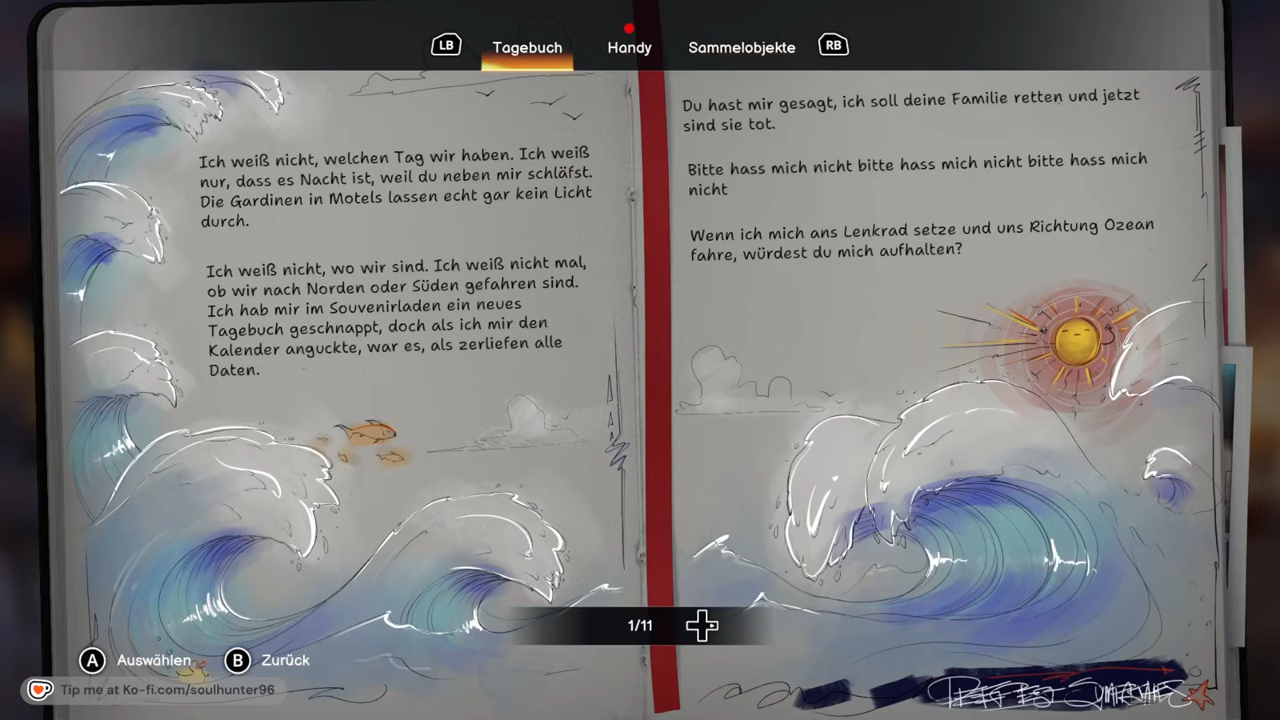 LB Tagebuch Handy Sammelobjekte RB
Ich weiß nicht, welchen Tag wir haben. Ich weiß
nur, dass es Nacht ist, weil du neben mir schläfst.
Die Gardinen in Motels lassen echt gar kein Licht
durch.
Ich weiß nicht, wo wir sind. Ich weiß nicht mal,
ob wir nach Norden oder Süden gefahren sind.
Ich hab mir im Souvenirladen ein neues
Tagebuch geschnappt, doch als ich mir den
Kalender anguckte, war es, als zerliefen alle
Daten.
Du hast mir gesagt, ich soll deine Familie retten und jetzt
sind sie tot.
Bitte hass mich nicht bitte hass mich nicht bitte hass mich
nicht
Wenn ich mich ans Lenkrad setze und uns Richtung Ozean
fahre, würdest du mich aufhalten?
1/11
A Auswählen B Zurück
Tip me at Ko-fi.com/soulhunter96